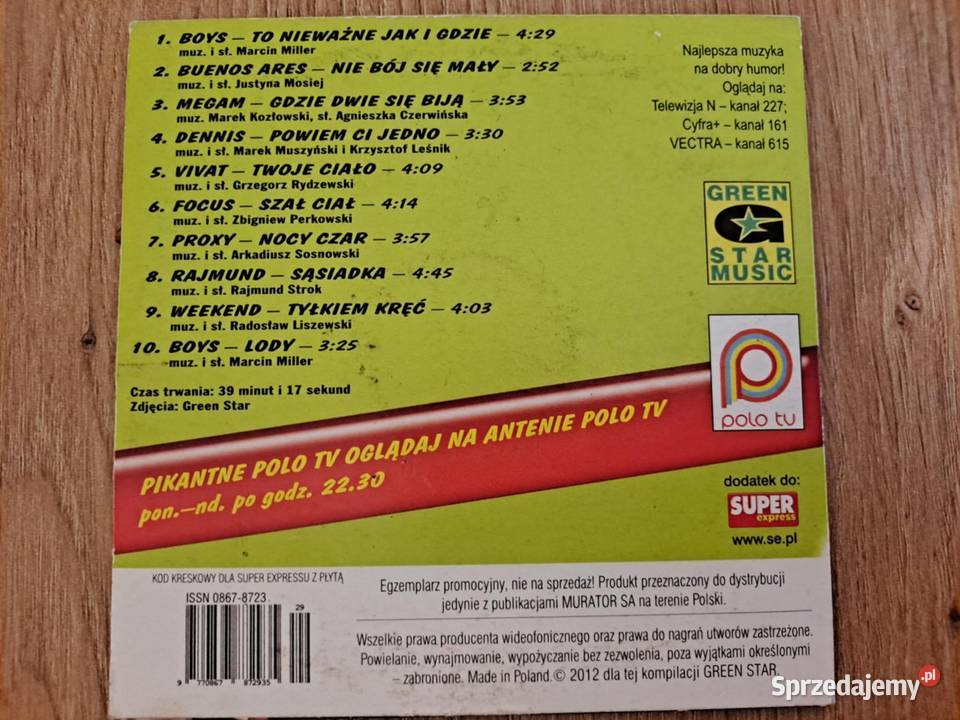 1. BOYS – TO NIEWAŻNE JAK I GDZIE – 4:29
muz. i sł. Marcin Miller
2. BUENOS ARES – NIE BÓJ SIĘ MAŁY – 2:52
muz. i sł. Justyna Mosiej
3. MEGAM – GDZIE DWIE SIĘ BIJĄ – 3:53
muz. Marek Kozłowski, sł. Agnieszka Czerwińska
4. DENNIS – POWIEM CI JEDNO – 3:30
muz. i sł. Marek Muszyński i Krzysztof Leśnik
5. VIVAT – TWOJE CIAŁO – 4:09
muz. i sł. Grzegorz Rydzewski
6. FOCUS – SZAŁ CIAŁ – 4:14
muz. i sł. Zbigniew Perkowski
7. PROXY – NOCY CZAR – 3:57
muz. i sł. Arkadiusz Sosnowski
8. RAJMUND – SĄSIADKA – 4:45
muz. i sł. Rajmund Strok
9. WEEKEND – TYŁKIEM KRĘĆ – 4:03
muz. i sł. Radosław Liszewski
10. BOYS – LODY – 3:25
muz. i sł. Marcin Miller
Czas trwania: 39 minut i 17 sekund
Zdjęcia: Green Star
Najlepsza muzyka
na dobry humor!
Oglądaj na:
Telewizja N – kanał 227;
Cyfra+ – kanał 161
VECTRA – kanał 615
GREEN
G
STAR
MUSIC
polo tv
PIKANTNE POLO TV OGLĄDAJ NA ANTENIE POLO TV
pon.–nd. po godz. 22.30
dodatek do:
SUPER
express
www.se.pl
KOD KRESKOWY DLA SUPER EXPRESSU Z PŁYTĄ
ISSN 0867-8723
29
9 770867 872935
Egzemplarz promocyjny, nie na sprzedaż! Produkt przeznaczony do dystrybucji
jedynie z publikacjami MURATOR SA na terenie Polski.
Wszelkie prawa producenta wideofonicznego oraz prawa do nagrań utworów zastrzeżone.
Powielanie, wynajmowanie, wypożyczanie bez zezwolenia, poza wyjątkami określonymi
– zabronione. Made in Poland.© 2012 dla tej kompilacji GREEN STAR.
Sprzedajemy.pl